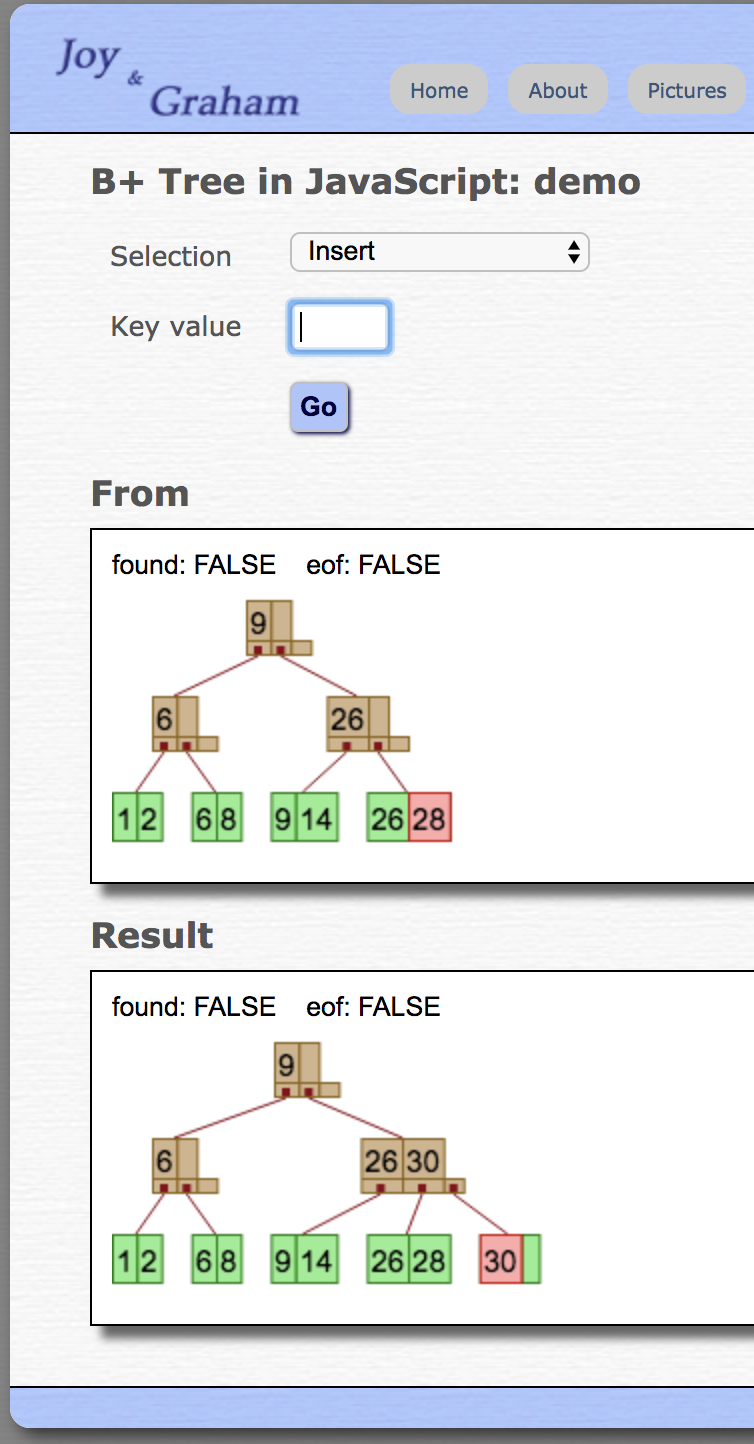 Joy
&
Graham
Home About Pictures
B+ Tree in JavaScript: demo
Selection Insert
Key value
Go
From
found: FALSE eof: FALSE
9
6 26
1 2 6 8 9 14 26 28
Result
found: FALSE eof: FALSE
9
6 26 30
1 2 6 8 9 14 26 28 30